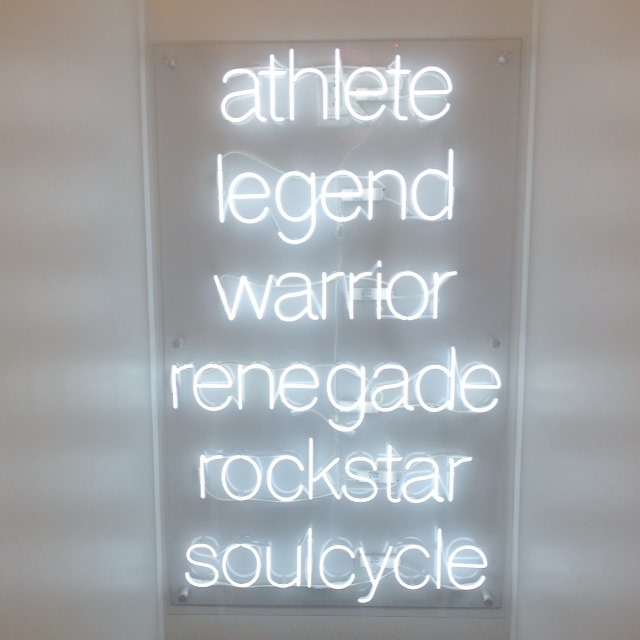 athlete
legend
warrior
renegade
rockstar
soulcycle